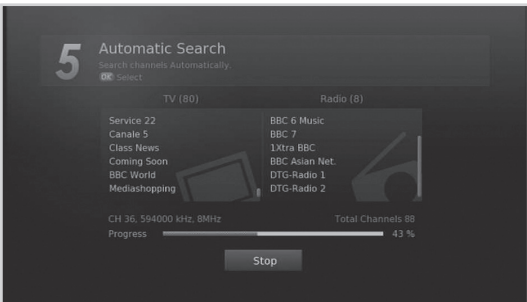 5
Automatic Search
Search channels Automatically.
OK Select
TV (80)
Radio (8)
Service 22
Canale 5
Class News
Coming Soon
BBC World
Mediashopping
BBC 6 Music
BBC 7
1Xtra BBC
BBC Asian Net.
DTG-Radio 1
DTG-Radio 2
CH 36, 594000 kHz, 8MHz
Total Channels 88
Progress
43 %
Stop